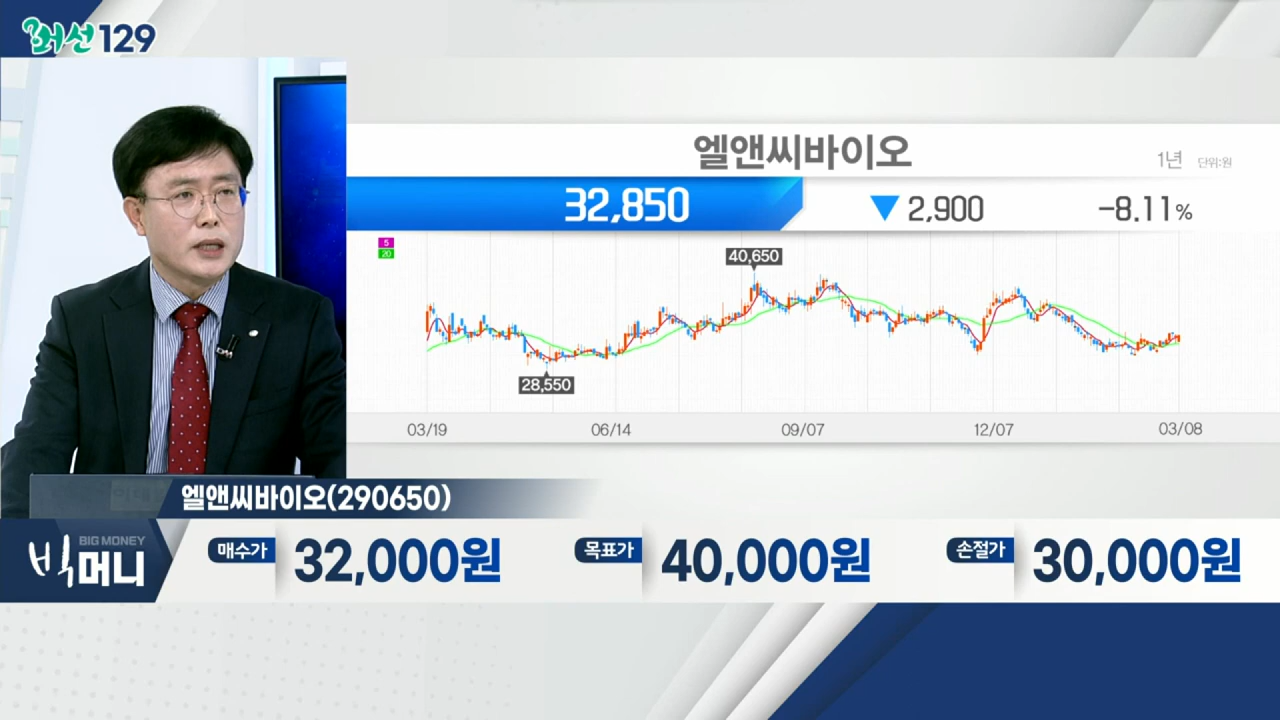 머선129
엘앤씨바이오
1년 단위:원
32,850 ▼2,900 -8.11%
5
20
40,650
28,550
03/19 06/14 09/07 12/07 03/08
엘앤씨바이오(290650)
BIG MONEY
빅머니
매수가 32,000원 목표가 40,000원 손절가 30,000원